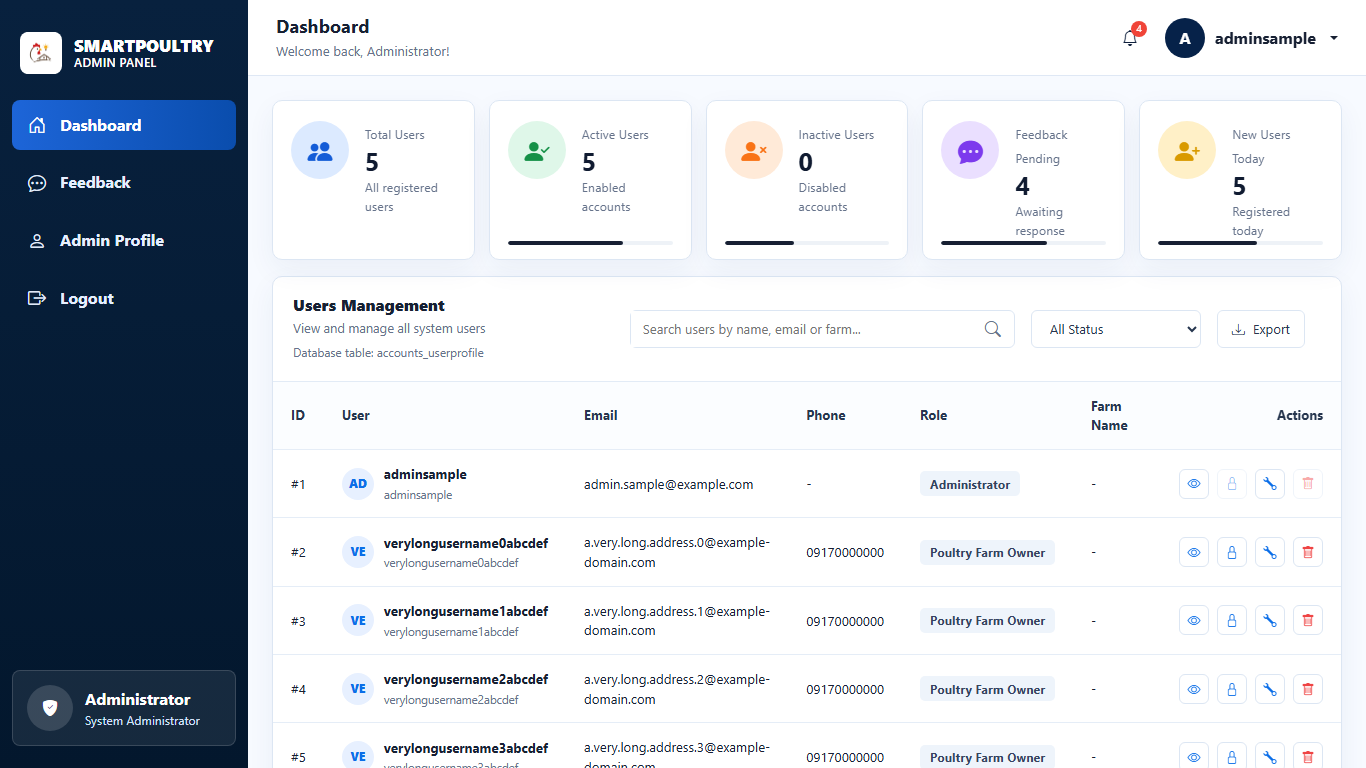 SMARTPOULTRY
ADMIN PANEL
Dashboard
Feedback
Admin Profile
Logout
Administrator
System Administrator
Dashboard
Welcome back, Administrator!
4
A
adminsample
Total Users
5
All registered
users
Active Users
5
Enabled
accounts
Inactive Users
0
Disabled
accounts
Feedback
Pending
4
Awaiting
response
New Users
Today
5
Registered
today
Users Management
View and manage all system users
Database table: accounts_userprofile
Search users by name, email or farm...
All Status
Export
ID User Email Phone Role Farm Name Actions
#1 AD adminsample admin.sample@example.com - Administrator -
adminsample
#2 VE verylongusername0abcdef a.very.long.address.0@example-domain.com 09170000000 Poultry Farm Owner -
verylongusername0abcdef
#3 VE verylongusername1abcdef a.very.long.address.1@example-domain.com 09170000000 Poultry Farm Owner -
verylongusername1abcdef
#4 VE verylongusername2abcdef a.very.long.address.2@example-domain.com 09170000000 Poultry Farm Owner -
verylongusername2abcdef
#5 VE verylongusername3abcdef a.very.long.address.3@example-domain.com 09170000000 Poultry Farm Owner -
verylongusername3abcdef